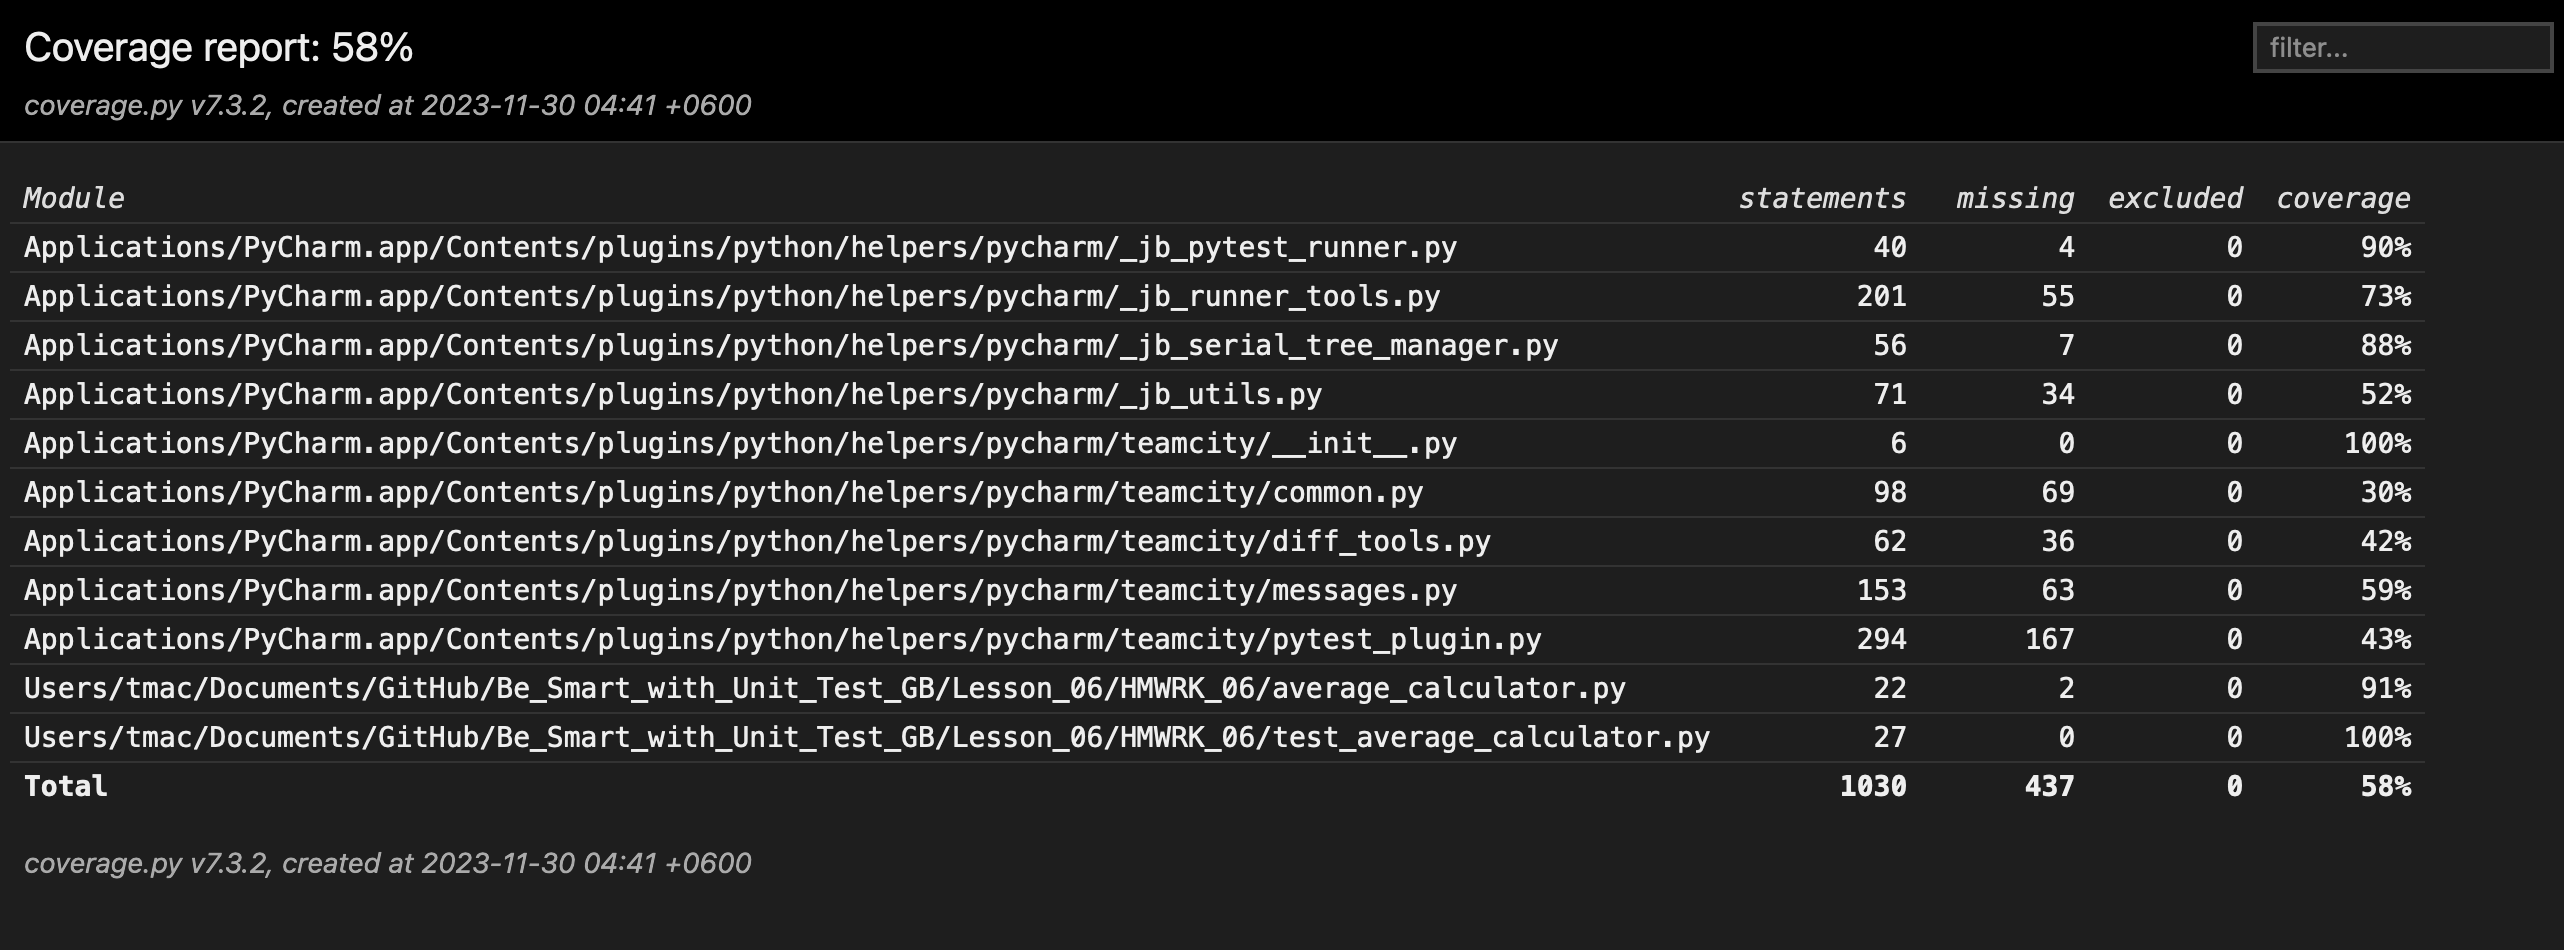 Coverage report: 58%
filter...
coverage.py v7.3.2, created at 2023-11-30 04:41 +0600
Module statements missing excluded coverage
Applications/PyCharm.app/Contents/plugins/python/helpers/pycharm/_jb_pytest_runner.py 40 4 0 90%
Applications/PyCharm.app/Contents/plugins/python/helpers/pycharm/_jb_runner_tools.py 201 55 0 73%
Applications/PyCharm.app/Contents/plugins/python/helpers/pycharm/_jb_serial_tree_manager.py 56 7 0 88%
Applications/PyCharm.app/Contents/plugins/python/helpers/pycharm/_jb_utils.py 71 34 0 52%
Applications/PyCharm.app/Contents/plugins/python/helpers/pycharm/teamcity/__init__.py 6 0 0 100%
Applications/PyCharm.app/Contents/plugins/python/helpers/pycharm/teamcity/common.py 98 69 0 30%
Applications/PyCharm.app/Contents/plugins/python/helpers/pycharm/teamcity/diff_tools.py 62 36 0 42%
Applications/PyCharm.app/Contents/plugins/python/helpers/pycharm/teamcity/messages.py 153 63 0 59%
Applications/PyCharm.app/Contents/plugins/python/helpers/pycharm/teamcity/pytest_plugin.py 294 167 0 43%
Users/tmac/Documents/GitHub/Be_Smart_with_Unit_Test_GB/Lesson_06/HMWRK_06/average_calculator.py 22 2 0 91%
Users/tmac/Documents/GitHub/Be_Smart_with_Unit_Test_GB/Lesson_06/HMWRK_06/test_average_calculator.py 27 0 0 100%
Total 1030 437 0 58%
coverage.py v7.3.2, created at 2023-11-30 04:41 +0600